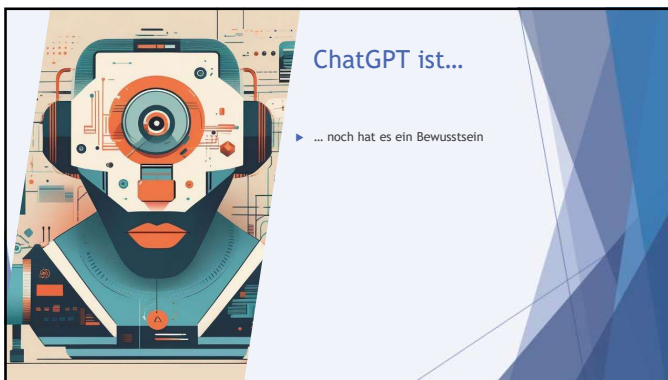 ChatGPT ist…
… noch hat es ein Bewusstsein